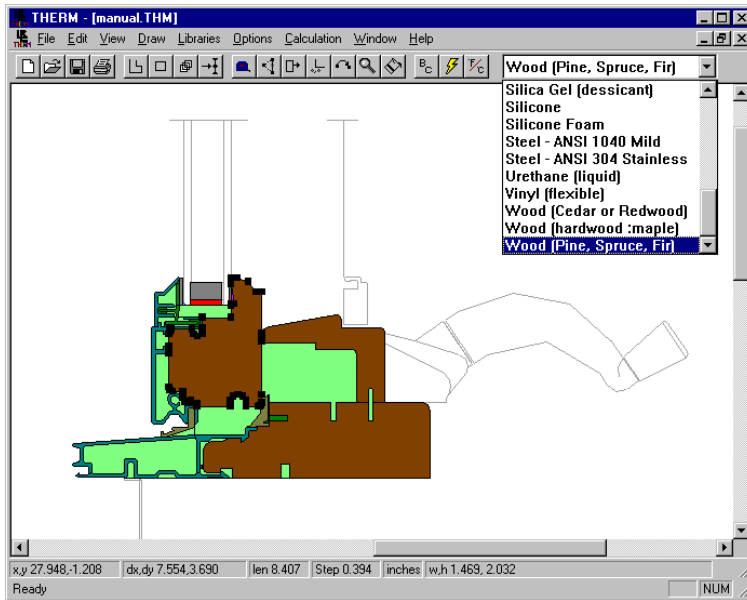 THERM - [manual.THM]
File Edit View Draw Libraries Options Calculation Window Help
Wood (Pine, Spruce, Fir)
Silica Gel (dessicant)
Silicone
Silicone Foam
Steel - ANSI 1040 Mild
Steel - ANSI 304 Stainless
Urethane (liquid)
Vinyl (flexible)
Wood (Cedar or Redwood)
Wood (hardwood :maple)
Wood (Pine, Spruce, Fir)
x,y 27.948,-1.208 dx,dy 7.554,3.690 len 8.407 Step 0.394 inches w,h 1.469, 2.032
Ready NUM